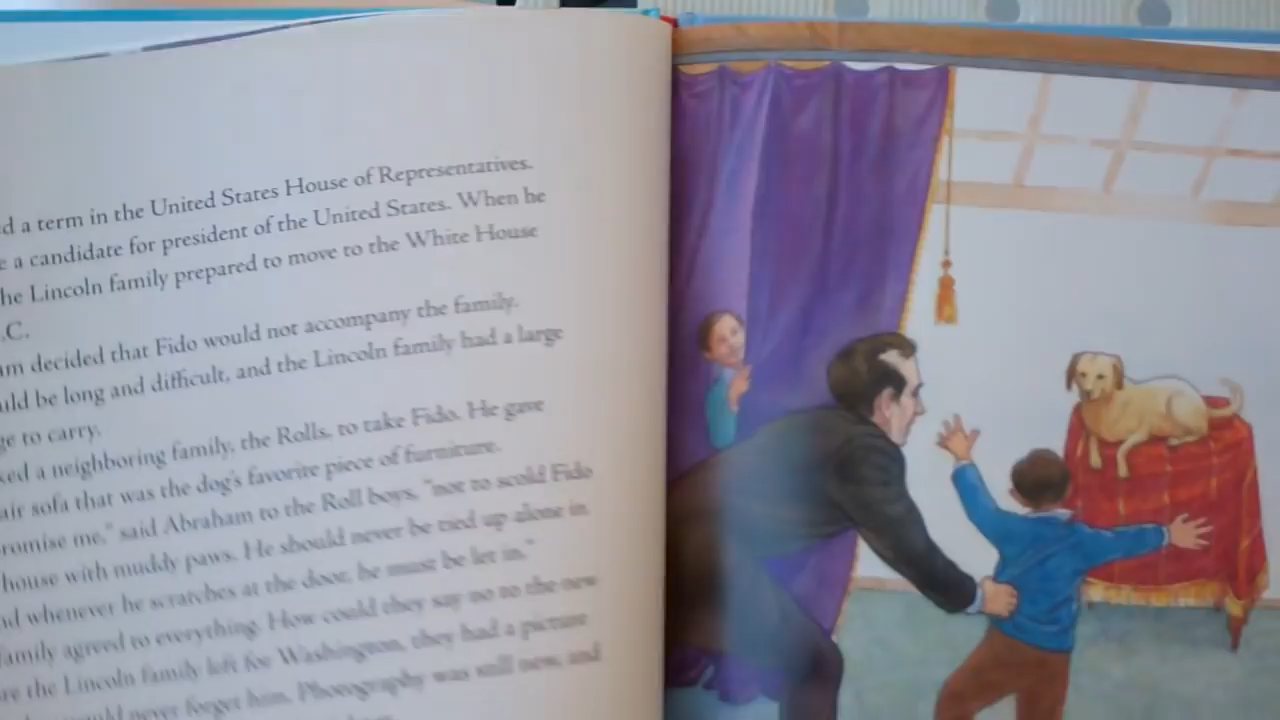 d a term in the United States House of Representatives.
e a candidate for president of the United States. When he
he Lincoln family prepared to move to the White House
.C.
am decided that Fido would not accompany the family.
uld be long and difficult, and the Lincoln family had a large
ge to carry.
ked a neighboring family, the Rolls, to take Fido. He gave
air sofa that was the dog's favorite piece of furniture.
romise me," said Abraham to the Roll boys, "not to scold Fido
house with muddy paws. He should never be tied up alone in
nd whenever he scratches at the door, he must be let in."
family agreed to everything. How could they say no to the new
re the Lincoln family left for Washington, they had a picture
would never forget him. Photography was still new, and